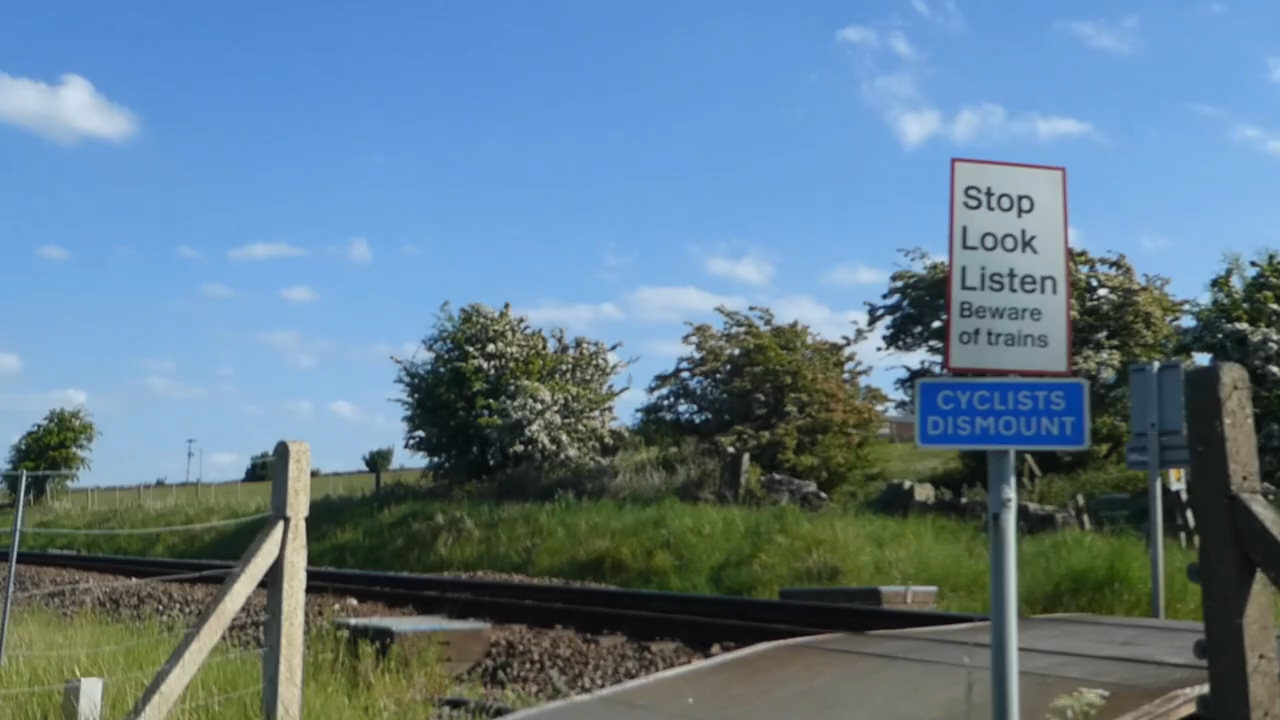 Stop
Look
Listen
Beware
of trains
CYCLISTS
DISMOUNT